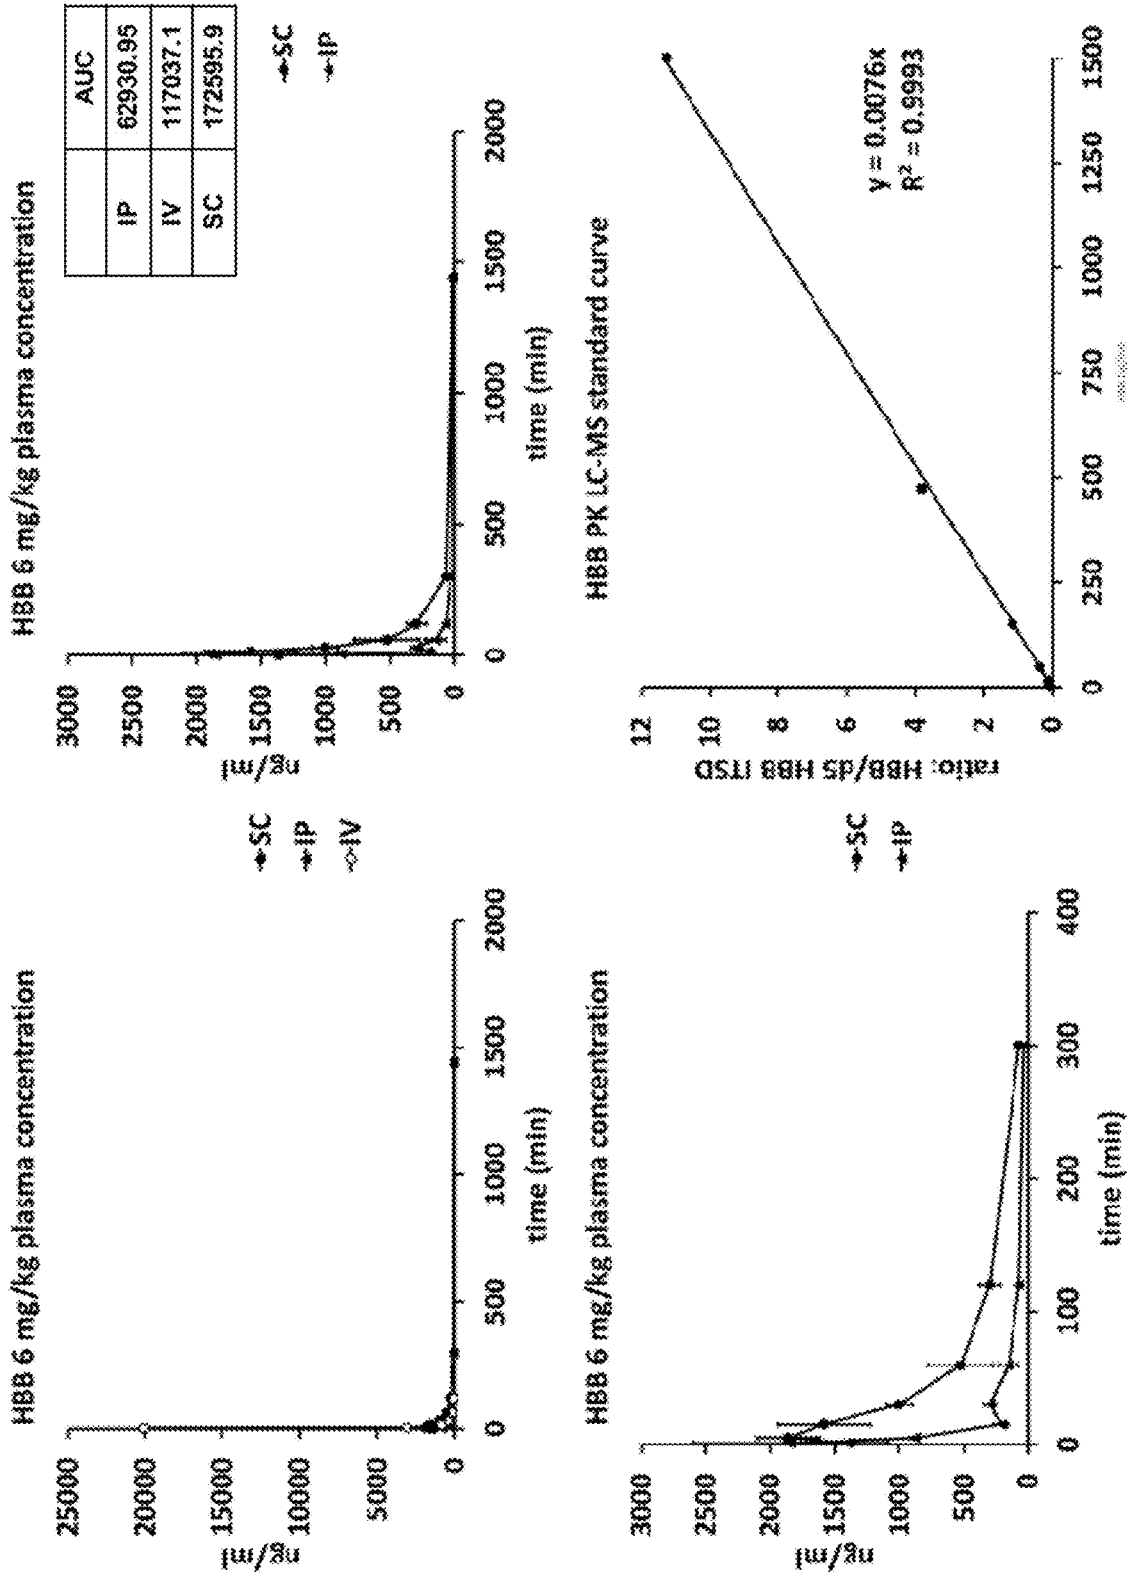 HBB 6 mg/kg plasma concentration
25000
20000
15000
10000
5000
0
ng/ml
0
500
1000
1500
2000
time (min)
SC
IP
IV
HBB 6 mg/kg plasma concentration
3000
2500
2000
1500
1000
500
0
ng/ml
0
500
1000
1500
2000
time (min)
AUC
IP 62930.95
IV 117037.1
SC 172595.9
SC
IP
HBB 6 mg/kg plasma concentration
3000
2500
2000
1500
1000
500
0
ng/ml
0
100
200
300
400
time (min)
SC
IP
HBB PK LC-MS standard curve
12
10
8
6
4
2
0
ratio: HBB/d5 HBB ITSD
0
250
500
750
1000
1250
1500
y = 0.0076x
R² = 0.9993